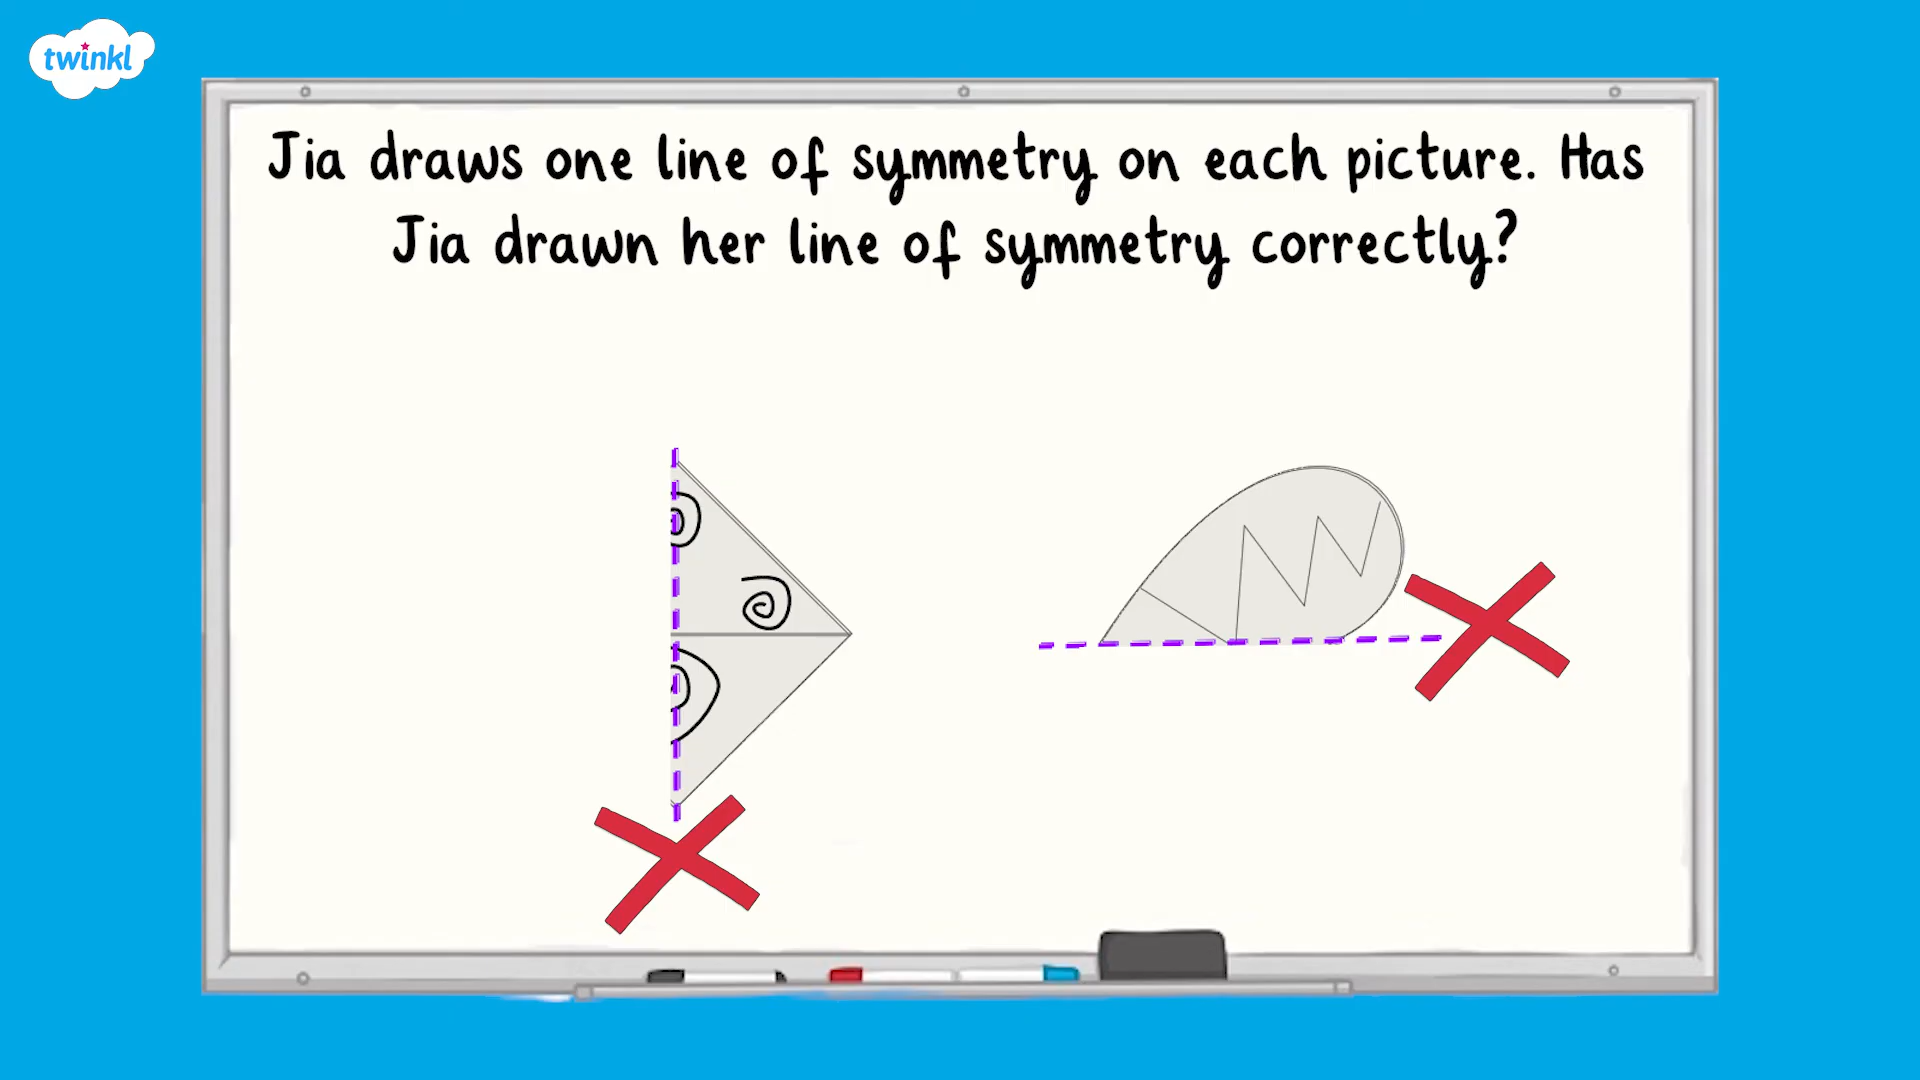 twinkl
Jia draws one line of symmetry on each picture. Has
Jia drawn her line of symmetry correctly?